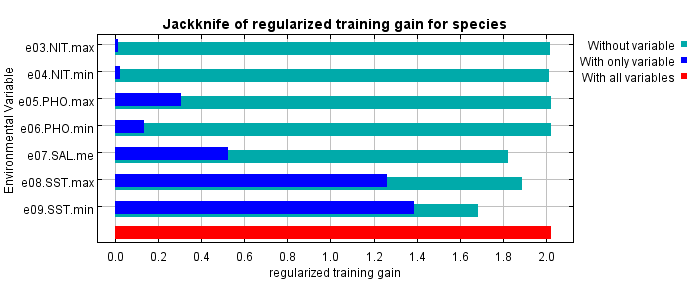 Jackknife of regularized training gain for species
Environmental Variable
e03.NIT.max
e04.NIT.min
e05.PHO.max
e06.PHO.min
e07.SAL.me
e08.SST.max
e09.SST.min
0.0 0.2 0.4 0.6 0.8 1.0 1.2 1.4 1.6 1.8 2.0
regularized training gain
Without variable
With only variable
With all variables